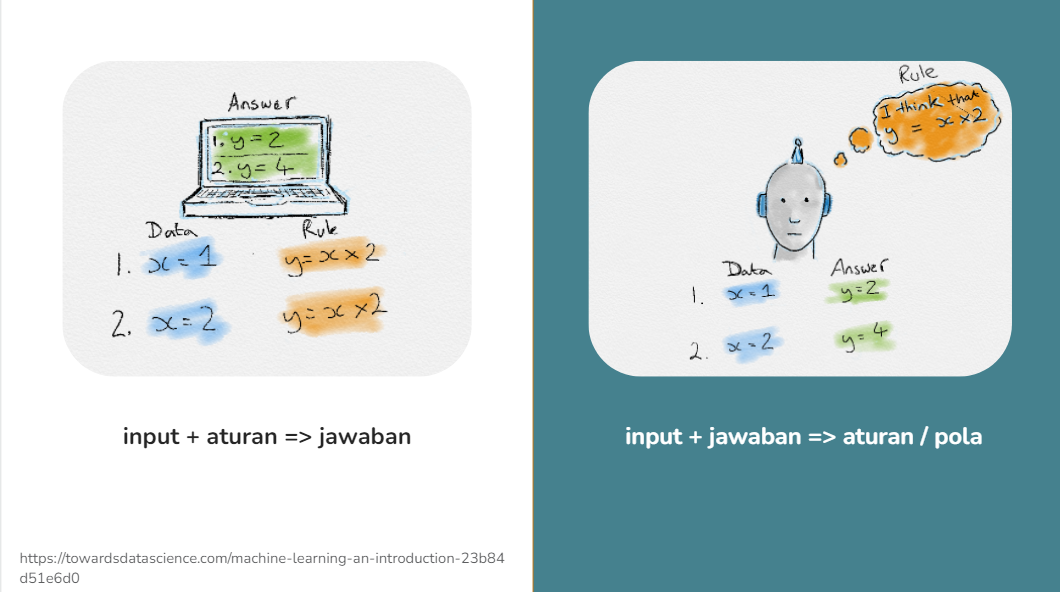 Answer
1. y = 2
2. y = 4
Data Rule
1. x = 1 y = x x 2
2. x = 2 y = x x 2
input + aturan => jawaban
https://towardsdatascience.com/machine-learning-an-introduction-23b84
d51e6d0
Rule
I think that
y = x x 2
Data Answer
1. x = 1 y = 2
2. x = 2 y = 4
input + jawaban => aturan / pola